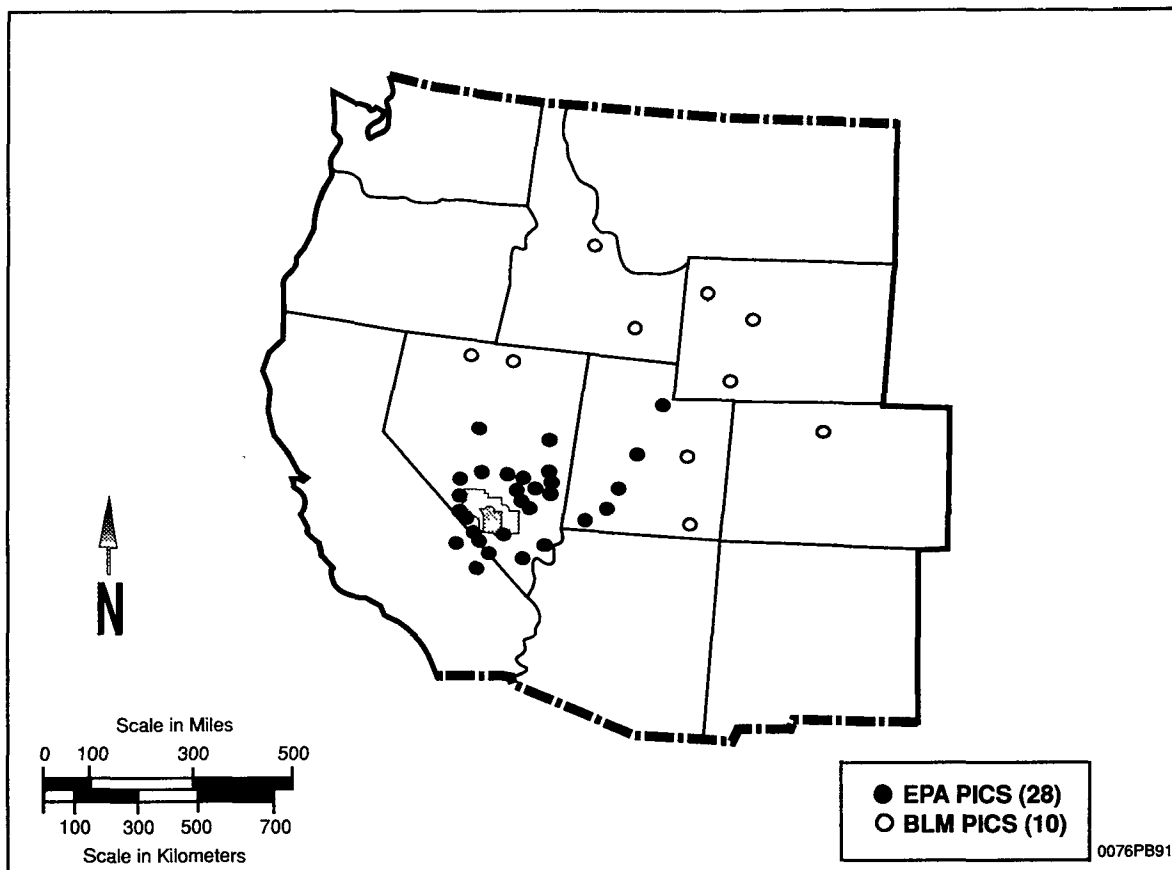 N
Scale in Miles
0 100 300 500
100 300 500 700
Scale in Kilometers
EPA PICS (28)
BLM PICS (10)
0076PB91